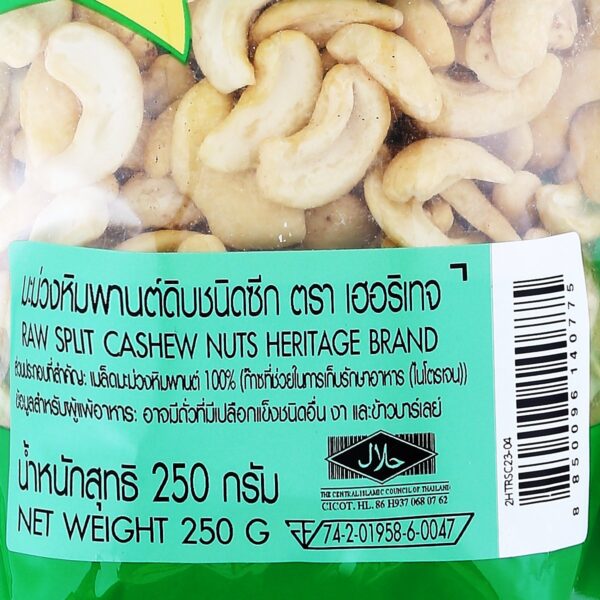 มะม่วงหิมพานต์ดิบชนิดซีก ตรา เฮอริเทจ
RAW SPLIT CASHEW NUTS HERITAGE BRAND
ส่วนประกอบที่สำคัญ: เมล็ดมะม่วงหิมพานต์ 100% (ก๊าซที่ช่วยในการเก็บรักษาอาหาร (ไนโตรเจน))
ข้อมูลสำหรับผู้แพ้อาหาร: อาจมีถั่วที่มีเปลือกแข็งชนิดอื่น งา และข้าวบาร์เลย์
น้ำหนักสุทธิ 250 กรัม
NET WEIGHT 250 G
حلال
THE CENTRAL ISLAMIC COUNCIL OF THAILAND
CICOT. HL. 86 H937 068 07 62
74-2-01958-6-0047
2HTRSC23-04
8 850096 140775